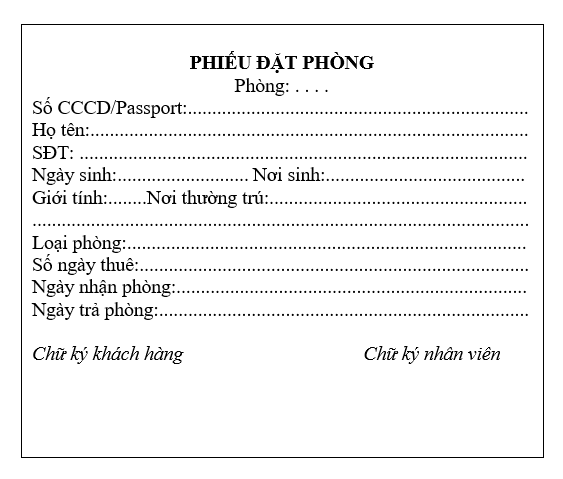 PHIẾU ĐẶT PHÒNG
Phòng: . . . .
Số CCCD/Passport:......................................................................
Họ tên:..........................................................................................
SĐT: ............................................................................................
Ngày sinh:........................... Nơi sinh:.........................................
Giới tính:........Nơi thường trú:.....................................................
......................................................................................................
Loại phòng:..................................................................................
Số ngày thuê:................................................................................
Ngày nhận phòng:........................................................................
Ngày trả phòng:............................................................................
Chữ ký khách hàng Chữ ký nhân viên